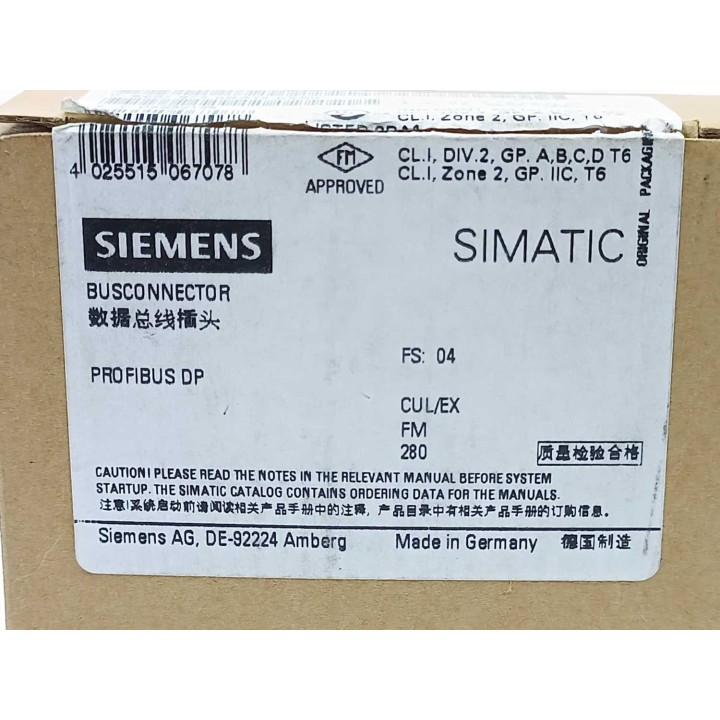 CL.I, Zone 2, GP. IIC, T6
4 025515 067078
FM
APPROVED
CL.I, DIV.2, GP. A,B,C,D T6
CL.I, Zone 2, GP. IIC, T6
ORIGINAL PACKAGING
SIEMENS
SIMATIC
BUSCONNECTOR
数据总线插头
FS: 04
PROFIBUS DP
CUL/EX
FM
280
质量检验合格
CAUTION! PLEASE READ THE NOTES IN THE RELEVANT MANUAL BEFORE SYSTEM
STARTUP. THE SIMATIC CATALOG CONTAINS ORDERING DATA FOR THE MANUALS.
注意!系统启动前请阅读相关产品手册中的注释，产品目录中有相关产品手册的订购信息。
Siemens AG, DE-92224 Amberg
Made in Germany 德国制造